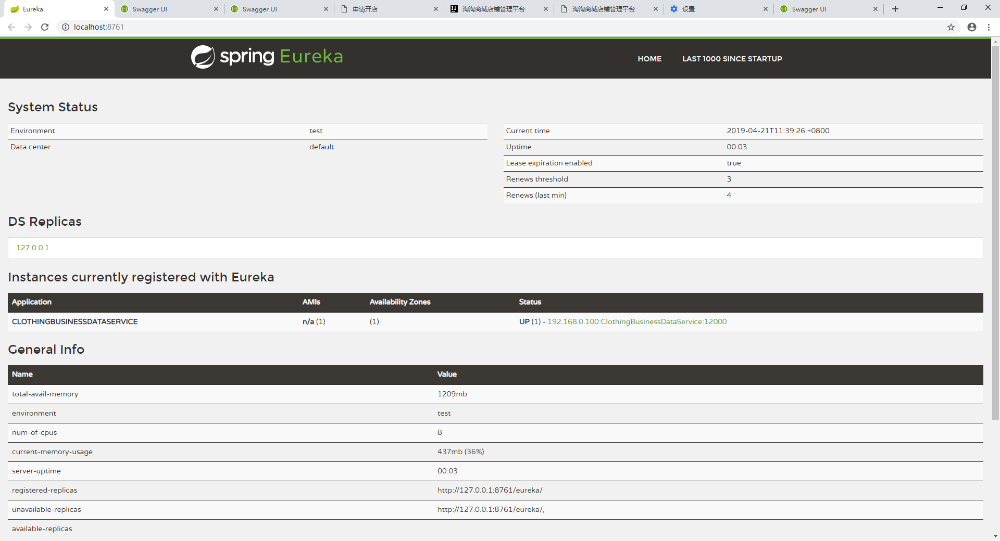 Eureka
Swagger UI
Swagger UI
申请开店
淘淘商城店铺管理平台
淘淘商城店铺管理平台
设置
Swagger UI
localhost:8761
spring Eureka
HOME
LAST 1000 SINCE STARTUP
System Status
Environment test
Data center default
Current time 2019-04-21T11:39:26 +0800
Uptime 00:03
Lease expiration enabled true
Renews threshold 3
Renews (last min) 4
DS Replicas
127.0.0.1
Instances currently registered with Eureka
Application AMIs Availability Zones Status
CLOTHINGBUSINESSDATASERVICE n/a (1) (1) UP (1) - 192.168.0.100:ClothingBusinessDataService:12000
General Info
Name Value
total-avail-memory 1209mb
environment test
num-of-cpus 8
current-memory-usage 437mb (36%)
server-uptime 00:03
registered-replicas http://127.0.0.1:8761/eureka/
unavailable-replicas http://127.0.0.1:8761/eureka/,
available-replicas